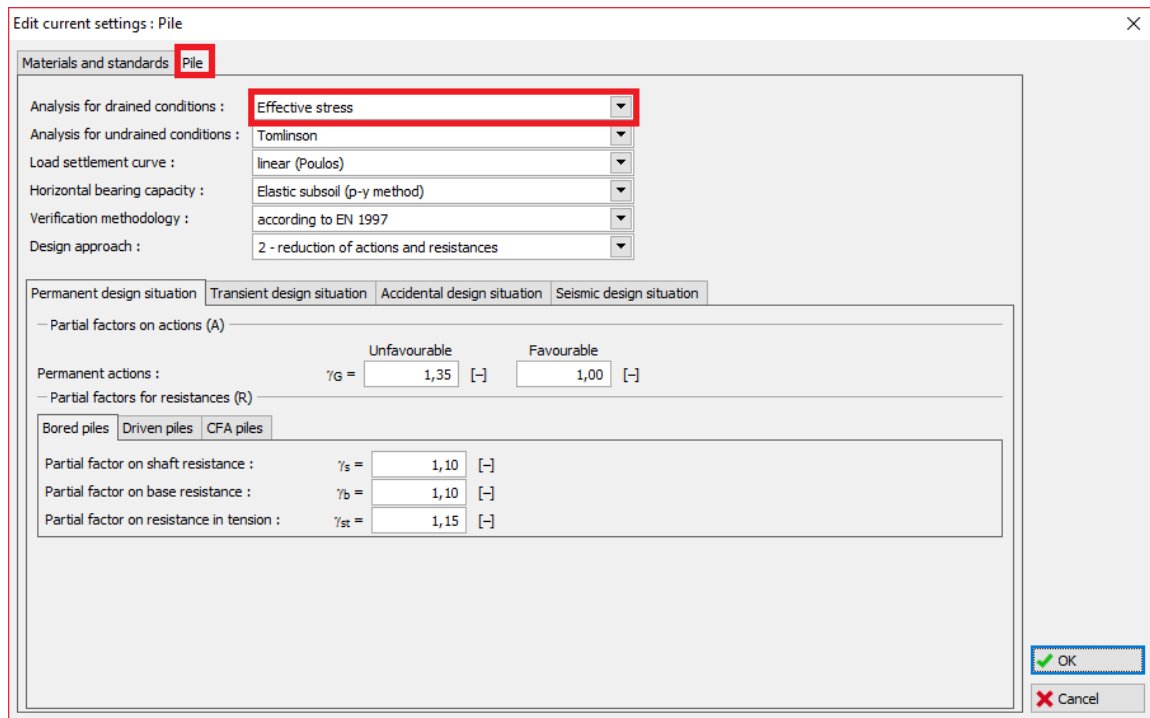 Edit current settings : Pile
Materials and standards Pile
Analysis for drained conditions : Effective stress
Analysis for undrained conditions : Tomlinson
Load settlement curve : linear (Poulos)
Horizontal bearing capacity : Elastic subsoil (p-y method)
Verification methodology : according to EN 1997
Design approach : 2 - reduction of actions and resistances
Permanent design situation Transient design situation Accidental design situation Seismic design situation
Partial factors on actions (A)
Unfavourable Favourable
Permanent actions : γG = 1,35 [–] 1,00 [–]
Partial factors for resistances (R)
Bored piles Driven piles CFA piles
Partial factor on shaft resistance : γs = 1,10 [–]
Partial factor on base resistance : γb = 1,10 [–]
Partial factor on resistance in tension : γst = 1,15 [–]
OK
Cancel